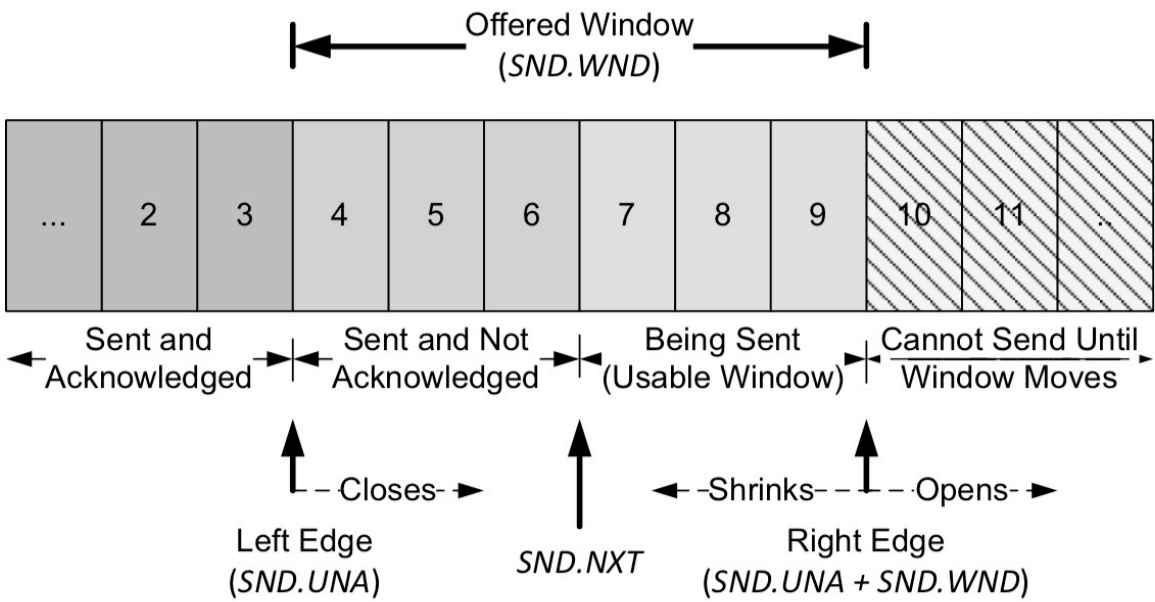 Offered Window
(SND.WND)
... 2 3 4 5 6 7 8 9 10 11 ..
Sent and Acknowledged
Sent and Not Acknowledged
Being Sent (Usable Window)
Cannot Send Until Window Moves
Closes
Shrinks
Opens
Left Edge
(SND.UNA)
SND.NXT
Right Edge
(SND.UNA + SND.WND)